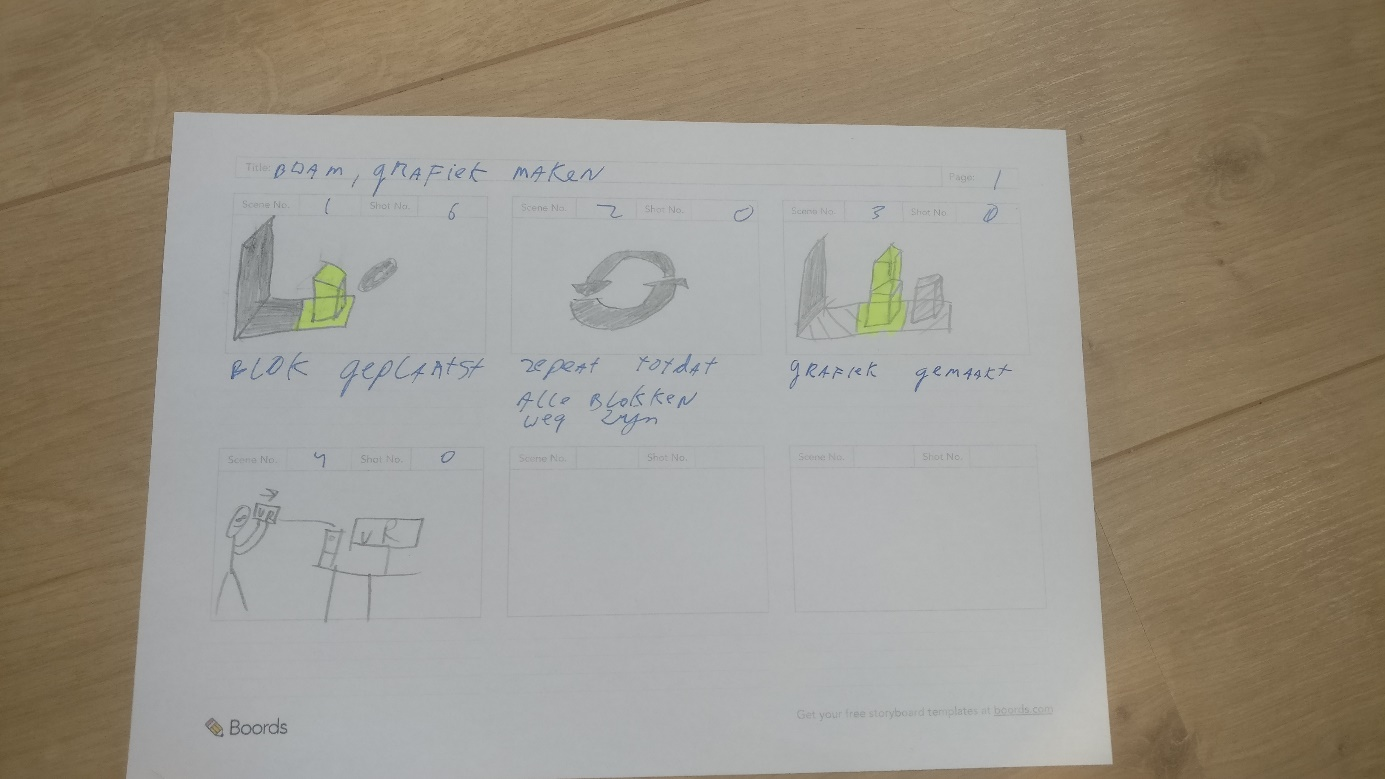 Title: BDAM, gRAFieK MAKeN
Page: 1
Scene No. 1 Shot No. 6
Scene No. 2 Shot No. 0
Scene No. 3 Shot No. 0
BLOK gePLAAtSt
repeAt totdAt
ALLe BLoKKeN
weg zijn
gRAFieK gemAAKt
Scene No. 4 Shot No. 0
Scene No. Shot No.
Scene No. Shot No.
VR
VR
Boords
Get your free storyboard templates at boords.com